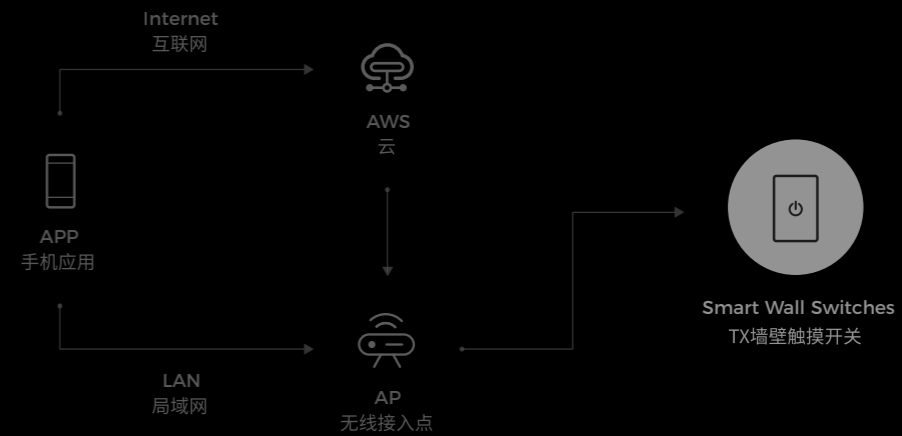 Internet
互联网
AWS
云
APP
手机应用
Smart Wall Switches
TX墙壁触摸开关
LAN
局域网
AP
无线接入点